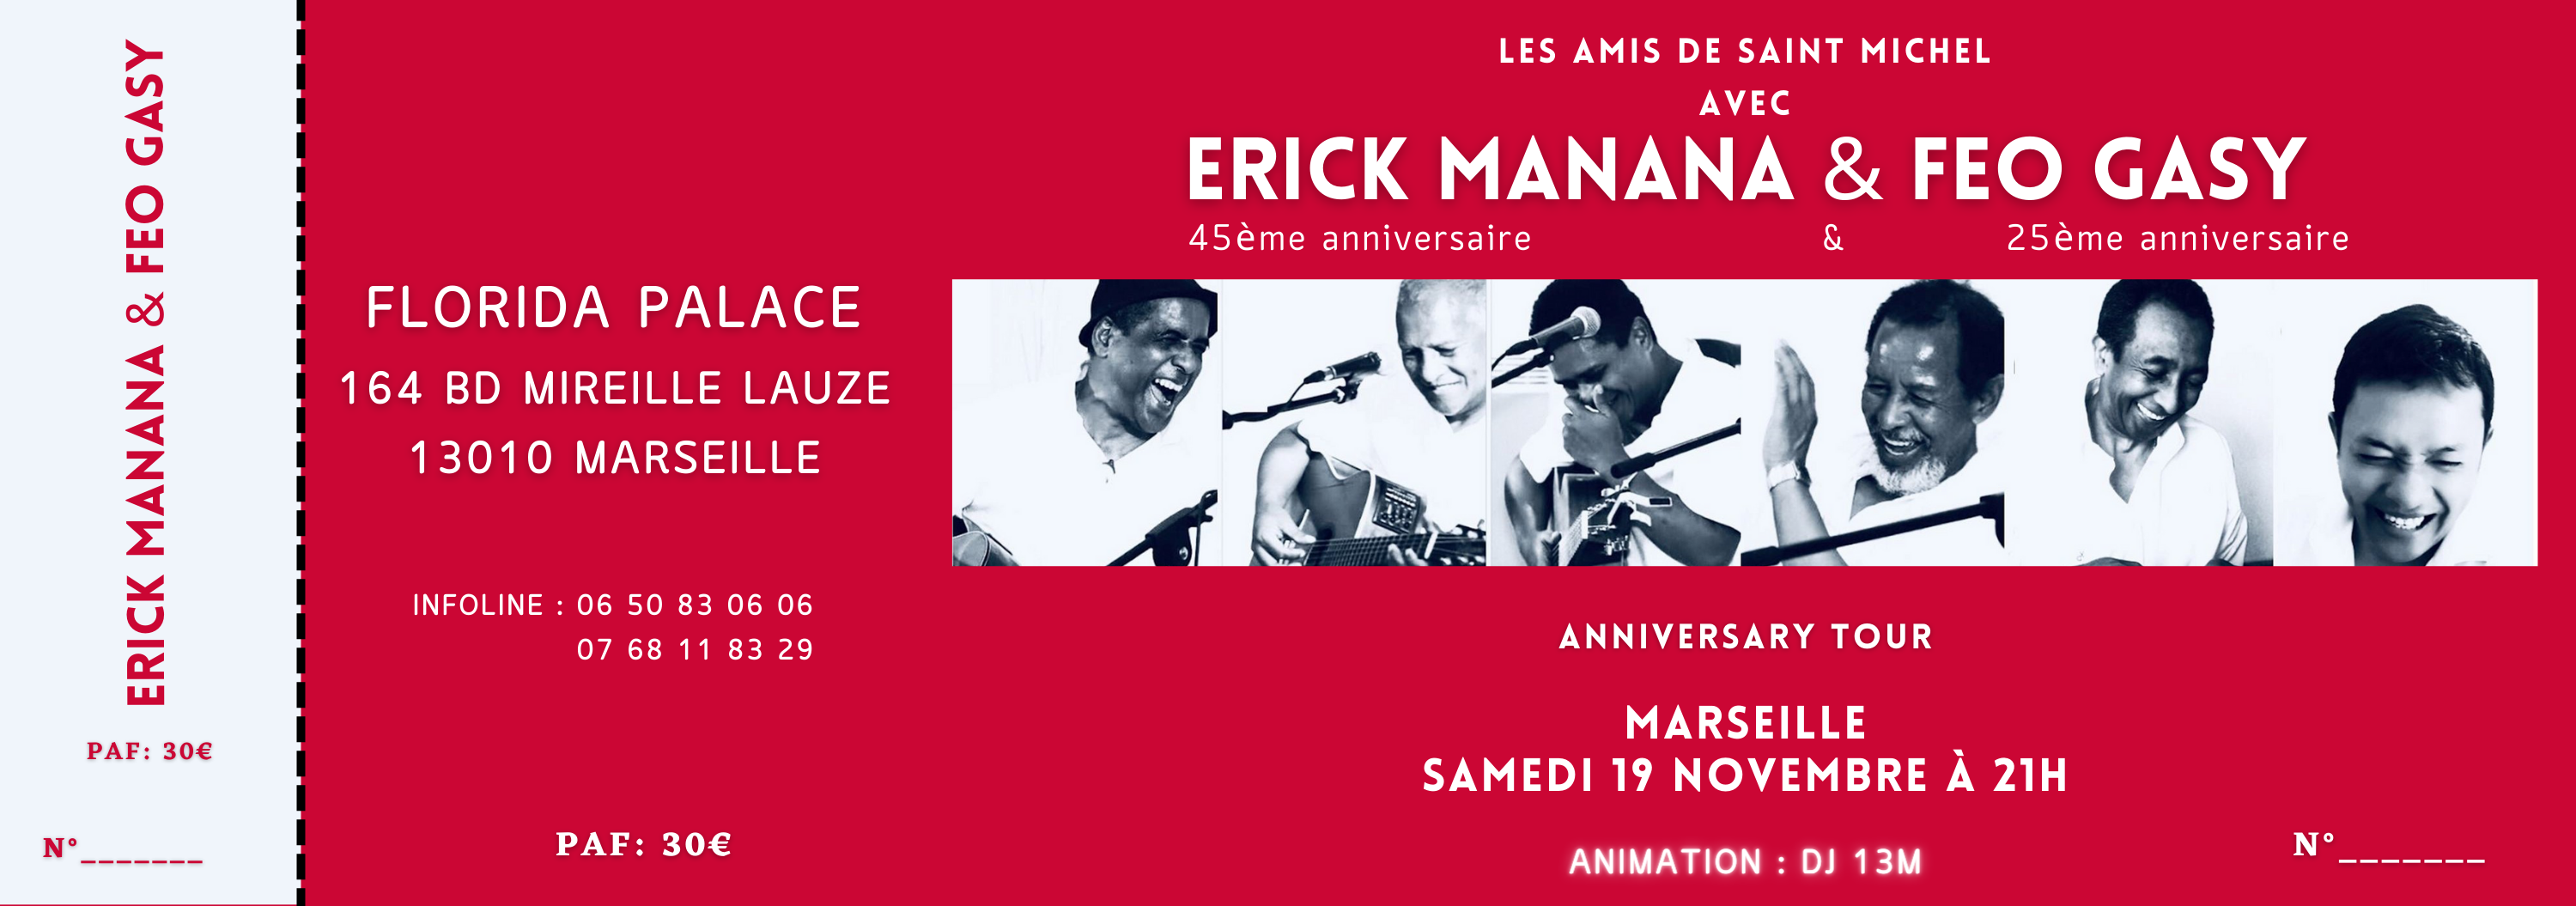 ERICK MANANA & FEO GASY
PAF: 30€
N°_______
FLORIDA PALACE
164 BD MIREILLE LAUZE
13010 MARSEILLE
INFOLINE : 06 50 83 06 06
07 68 11 83 29
PAF: 30€
LES AMIS DE SAINT MICHEL
AVEC
ERICK MANANA & FEO GASY
45ème anniversaire & 25ème anniversaire
ANNIVERSARY TOUR
MARSEILLE
SAMEDI 19 NOVEMBRE À 21H
ANIMATION : DJ 13M
N°_______